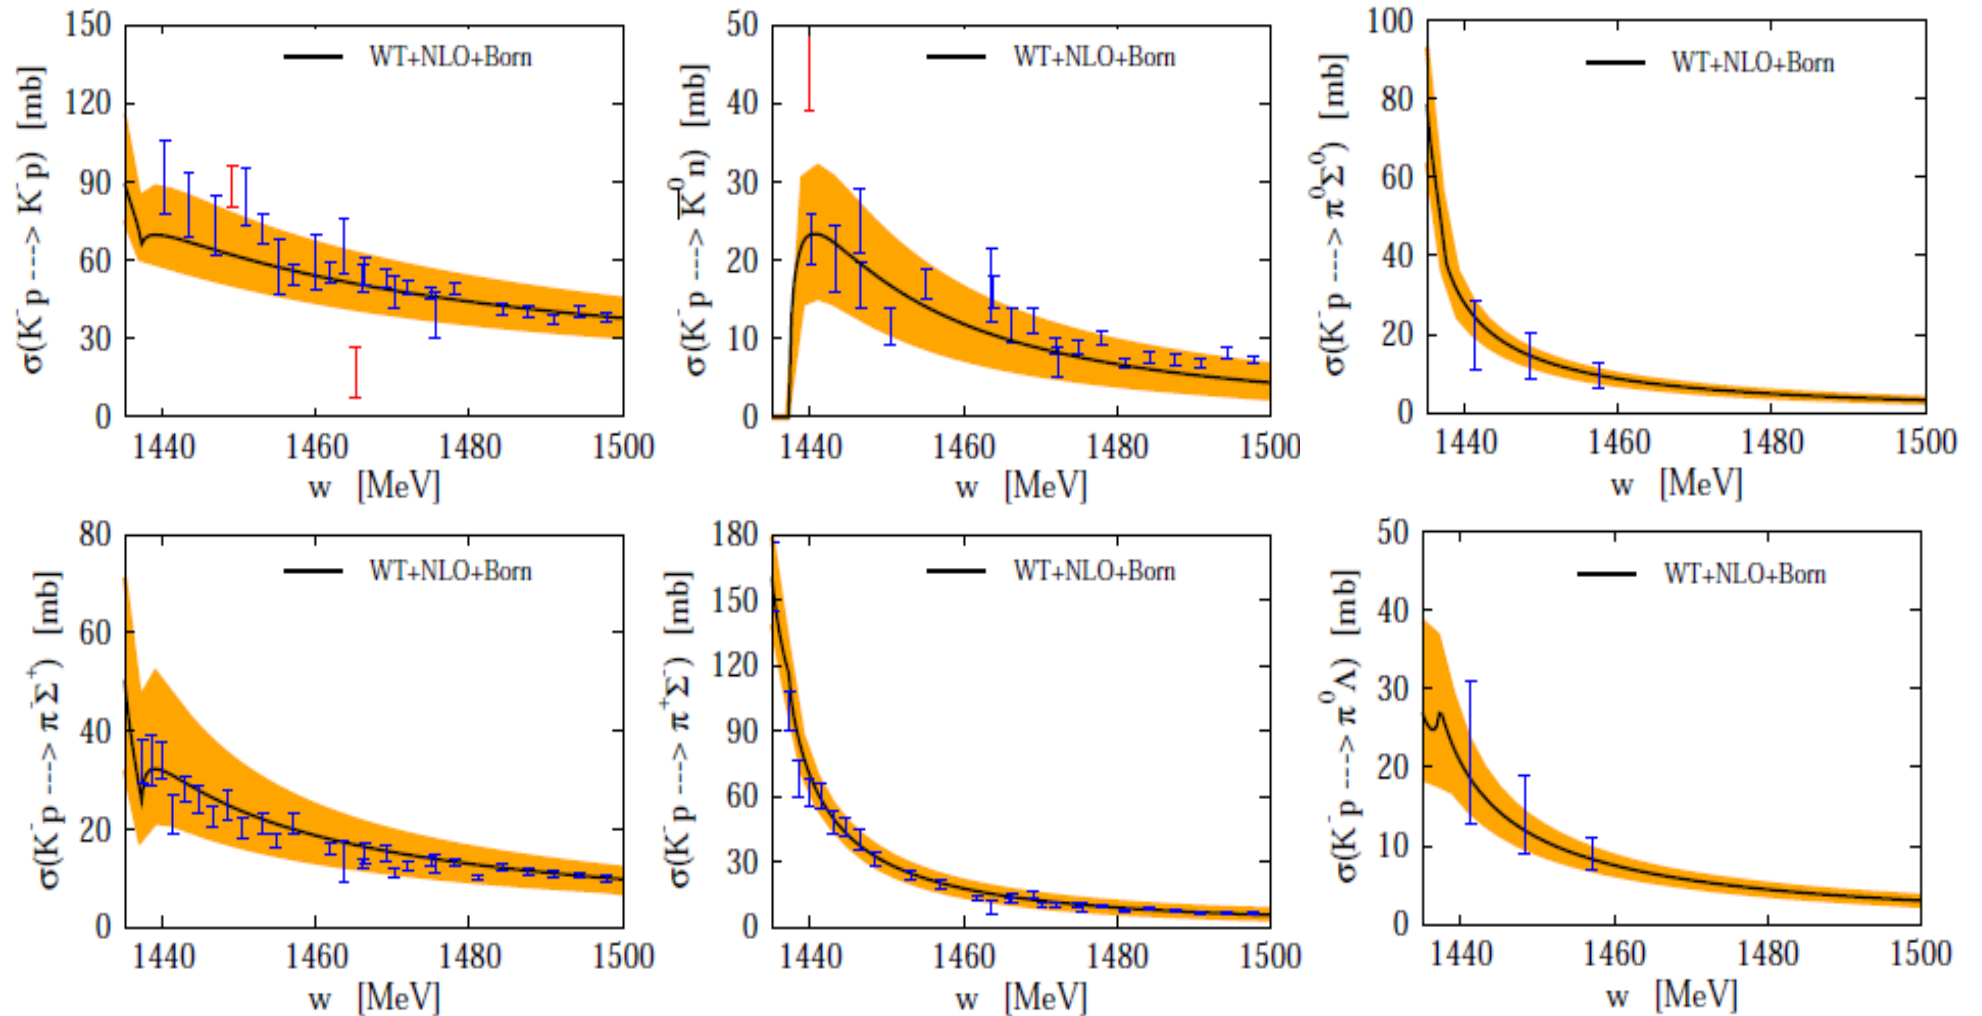 σ(K⁻p ---> K⁻p) [mb]
150
120
90
60
30
0
WT+NLO+Born
1440 1460 1480 1500
w [MeV]
σ(K⁻p ---> K̅⁰n) [mb]
50
40
30
20
10
0
WT+NLO+Born
1440 1460 1480 1500
w [MeV]
σ(K⁻p ---> π⁰Σ⁰) [mb]
100
80
60
40
20
0
WT+NLO+Born
1440 1460 1480 1500
w [MeV]
σ(K⁻p ---> π⁻Σ⁺) [mb]
80
60
40
20
0
WT+NLO+Born
1440 1460 1480 1500
w [MeV]
σ(K⁻p ---> π⁺Σ⁻) [mb]
180
150
120
90
60
30
0
WT+NLO+Born
1440 1460 1480 1500
w [MeV]
σ(K⁻p ---> π⁰Λ) [mb]
50
40
30
20
10
0
WT+NLO+Born
1440 1460 1480 1500
w [MeV]